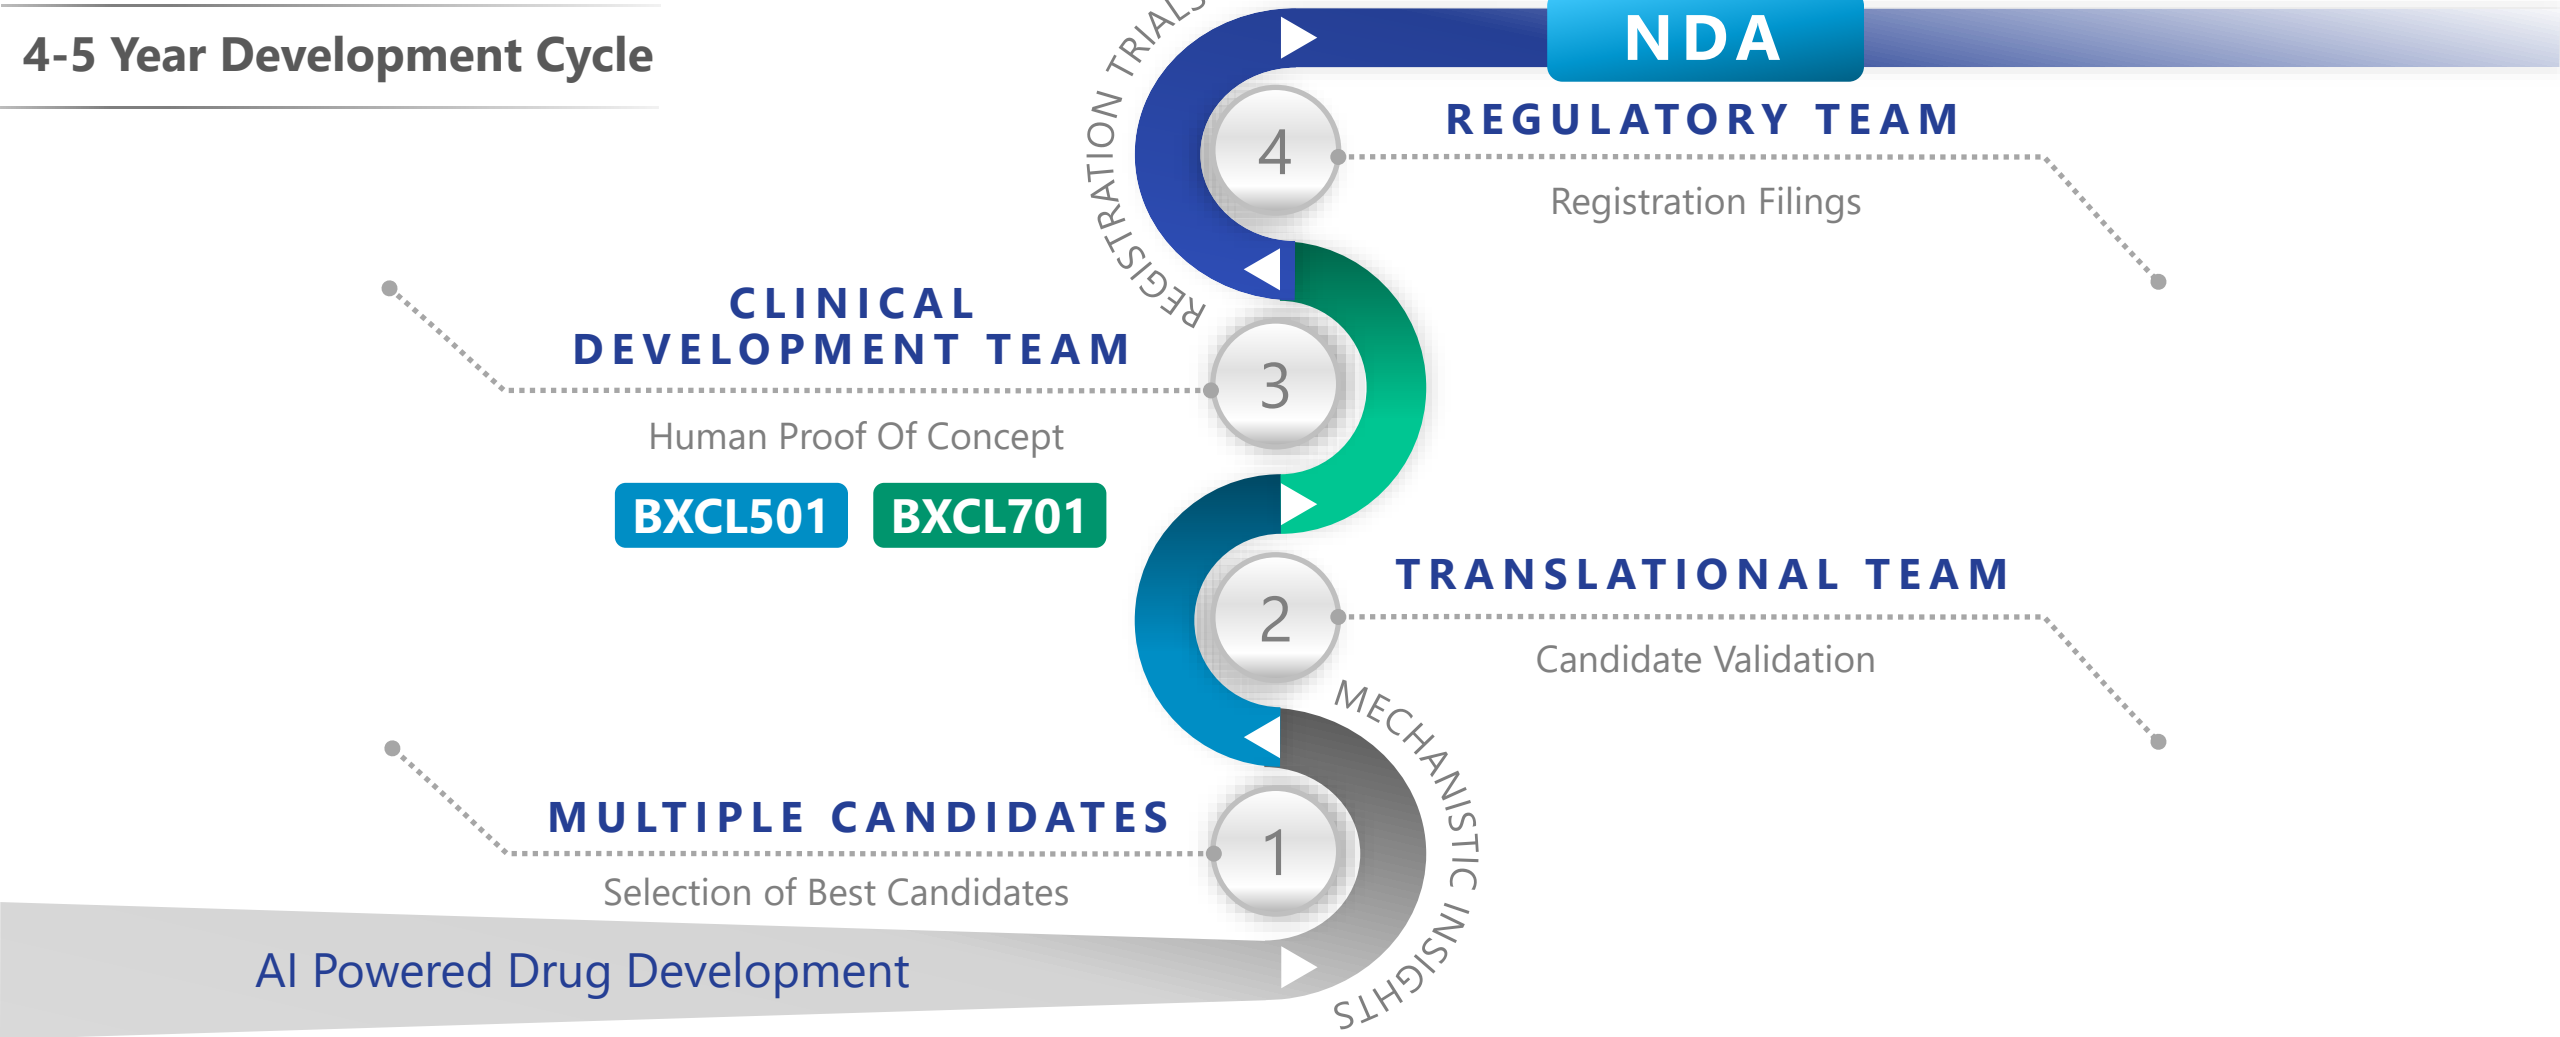 4-5 Year Development Cycle
NDA
REGISTRATION TRIALS
4
REGULATORY TEAM
Registration Filings
CLINICAL
DEVELOPMENT TEAM
3
Human Proof Of Concept
BXCL501 BXCL701
2
TRANSLATIONAL TEAM
Candidate Validation
MECHANISTIC INSIGHTS
MULTIPLE CANDIDATES
1
Selection of Best Candidates
AI Powered Drug Development